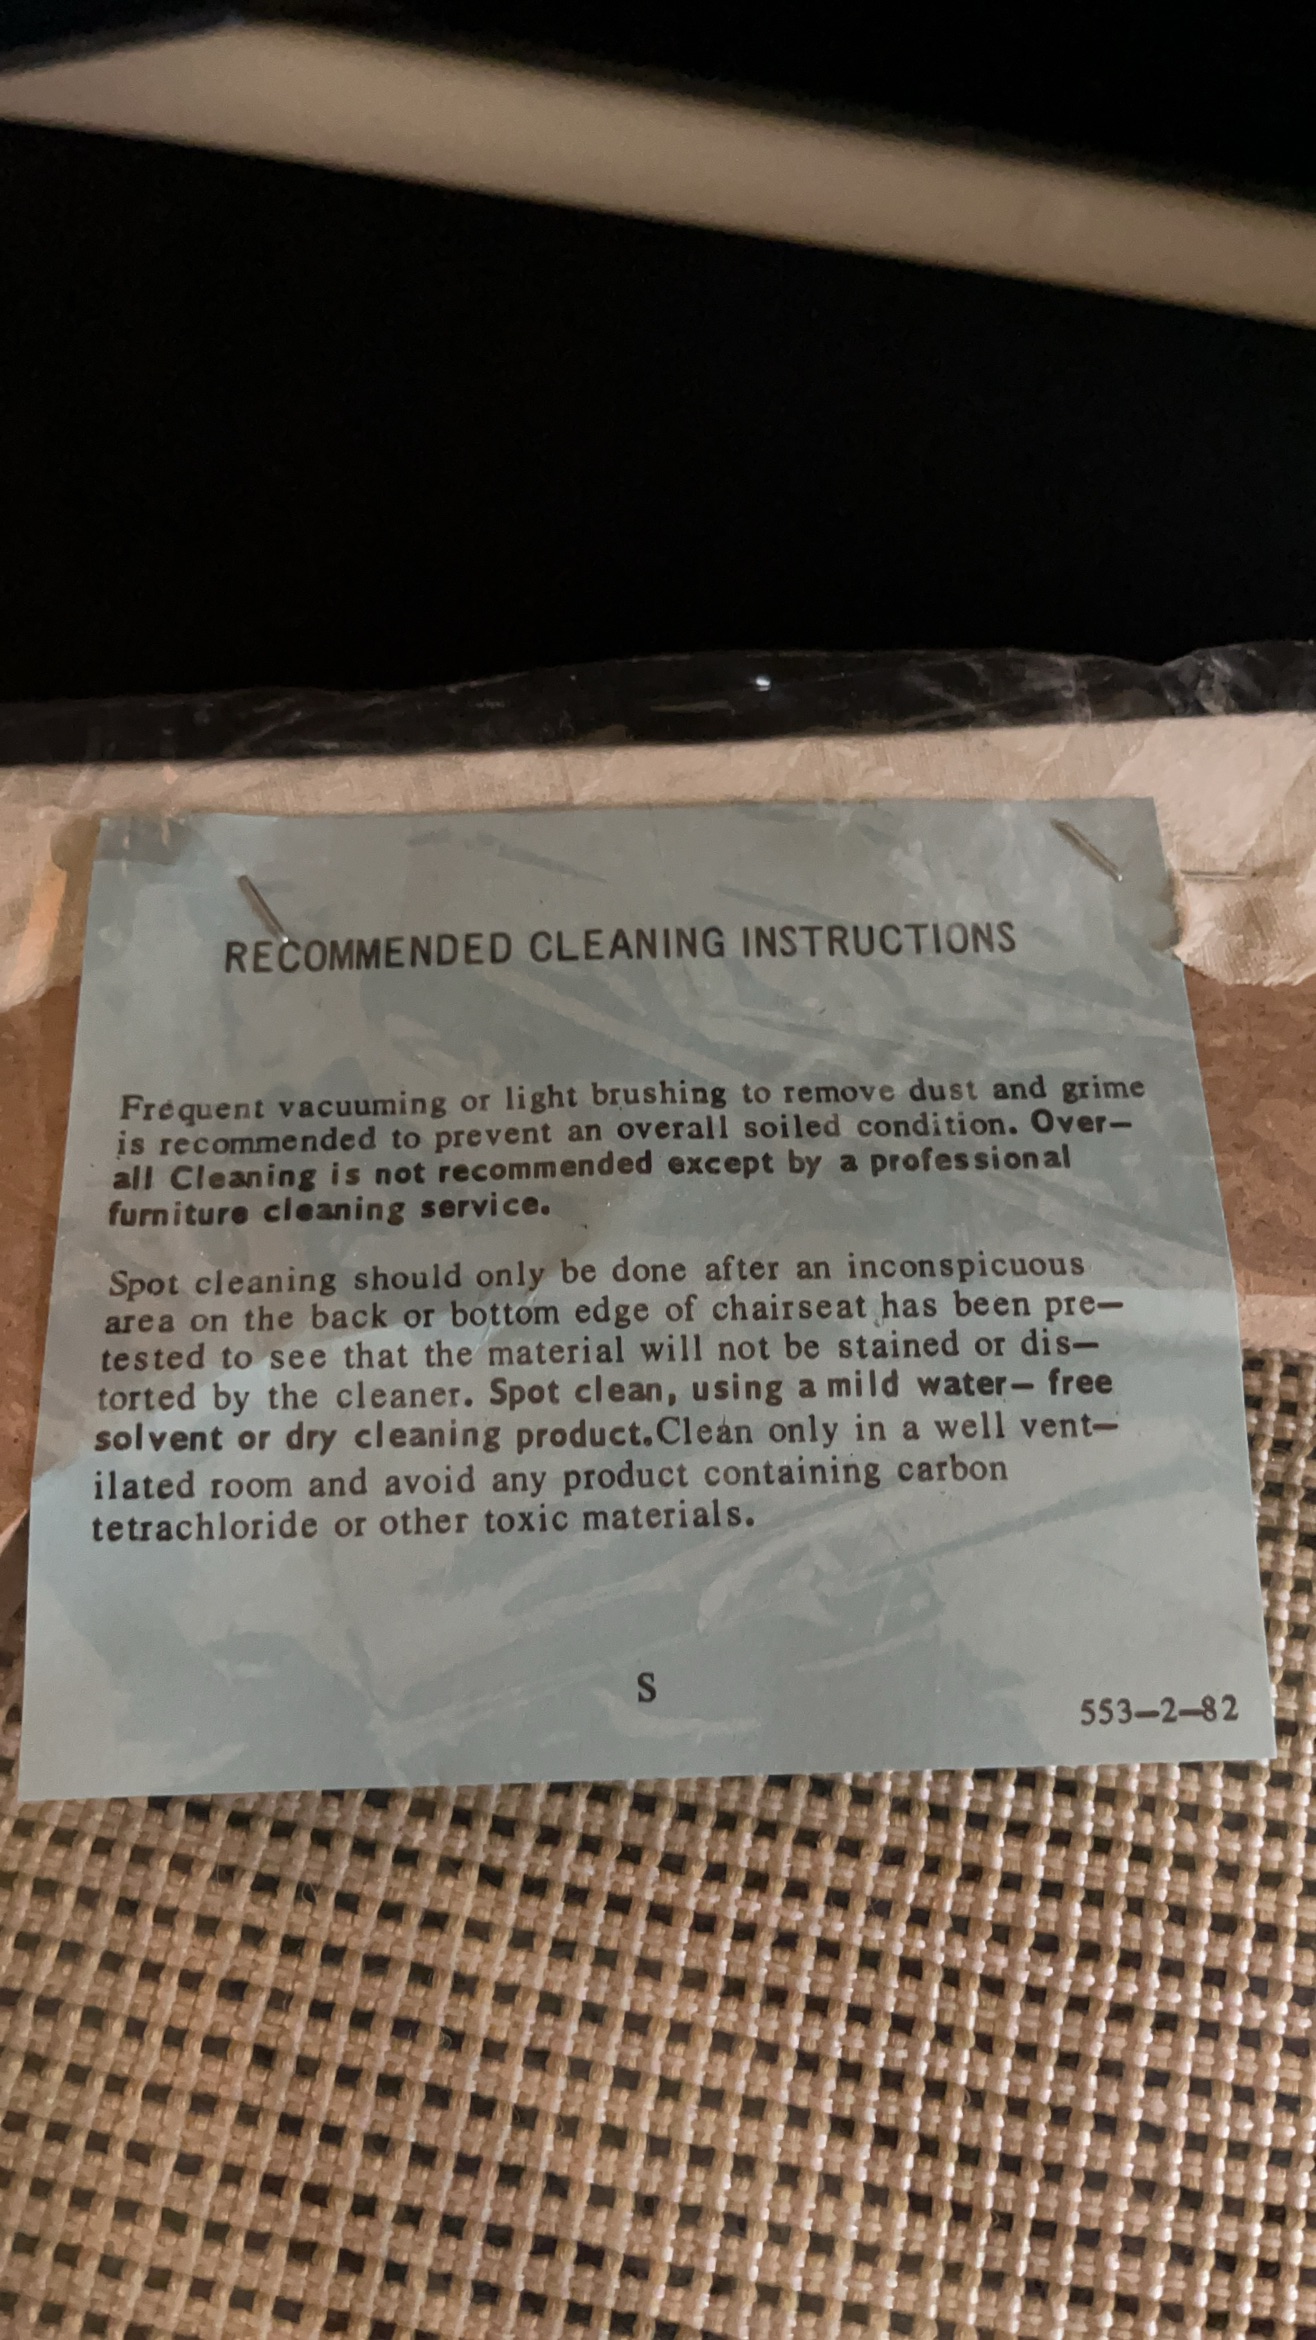 RECOMMENDED CLEANING INSTRUCTIONS
Frequent vacuuming or light brushing to remove dust and grime
is recommended to prevent an overall soiled condition. Over—
all Cleaning is not recommended except by a professional
furniture cleaning service.
Spot cleaning should only be done after an inconspicuous
area on the back or bottom edge of chairseat has been pre—
tested to see that the material will not be stained or dis—
torted by the cleaner. Spot clean, using a mild water— free
solvent or dry cleaning product.Clean only in a well vent—
ilated room and avoid any product containing carbon
tetrachloride or other toxic materials.
S
553—2—82